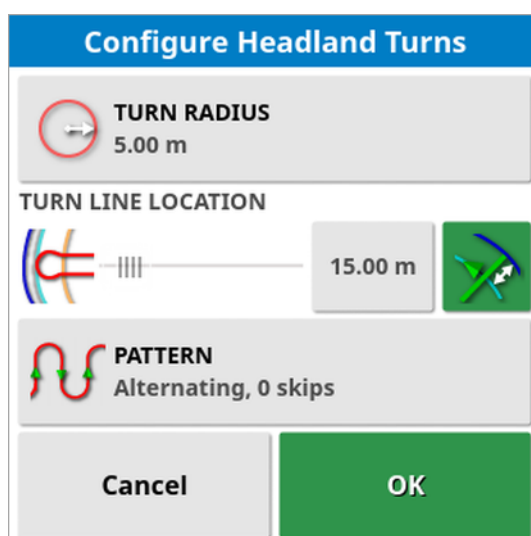 Configure Headland Turns
TURN RADIUS
5.00 m
TURN LINE LOCATION
15.00 m
PATTERN
Alternating, 0 skips
Cancel
OK